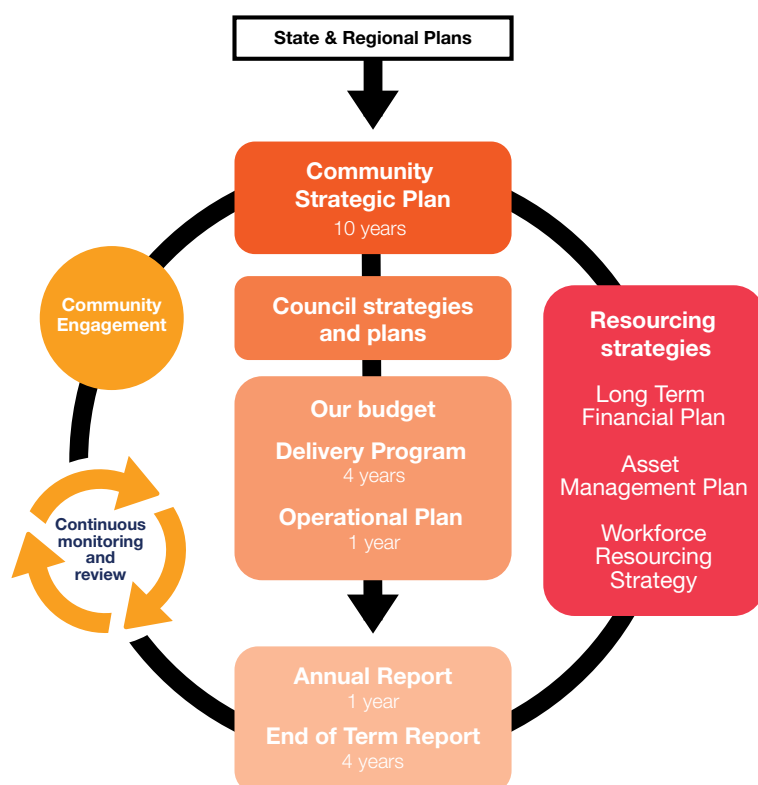 State & Regional Plans
Community
Strategic Plan
10 years
Community
Engagement
Council strategies
and plans
Resourcing
strategies
Long Term
Financial Plan
Asset
Management Plan
Workforce
Resourcing
Strategy
Our budget
Delivery Program
4 years
Operational Plan
1 year
Continuous
monitoring
and
review
Annual Report
1 year
End of Term Report
4 years